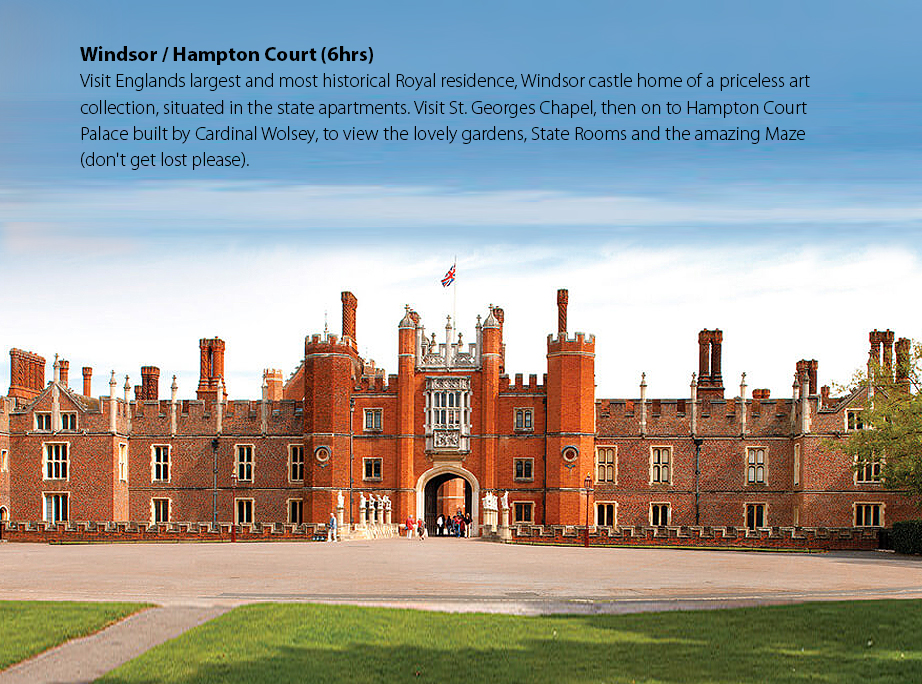 Windsor / Hampton Court (6hrs)
Visit Englands largest and most historical Royal residence, Windsor castle home of a priceless art
collection, situated in the state apartments. Visit St. Georges Chapel, then on to Hampton Court
Palace built by Cardinal Wolsey, to view the lovely gardens, State Rooms and the amazing Maze
(don't get lost please).